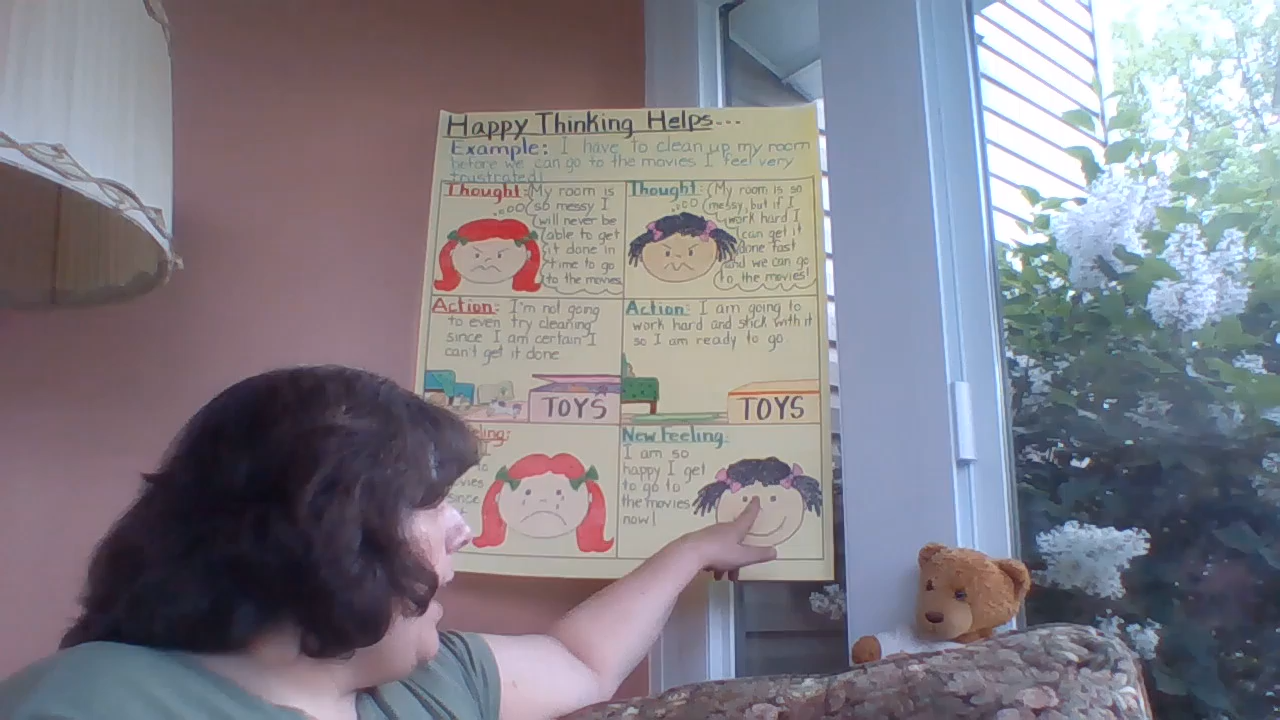 Happy Thinking Helps...
Example: I have to clean up my room
before we can go to the movies I feel very
frustrated!
Thought: My room is
so messy I
will never be
able to get
it done in
time to go
to the movies
Thought: My room is so
messy, but if I
work hard I
can get it
done fast
and we can go
to the movies!
Action: I'm not going
to even try cleaning
since I am certain I
can't get it done
TOYS
Action: I am going to
work hard and stick with it
so I am ready to go.
TOYS
since
New Feeling:
I am so
happy I get
to go to
the movies
now!